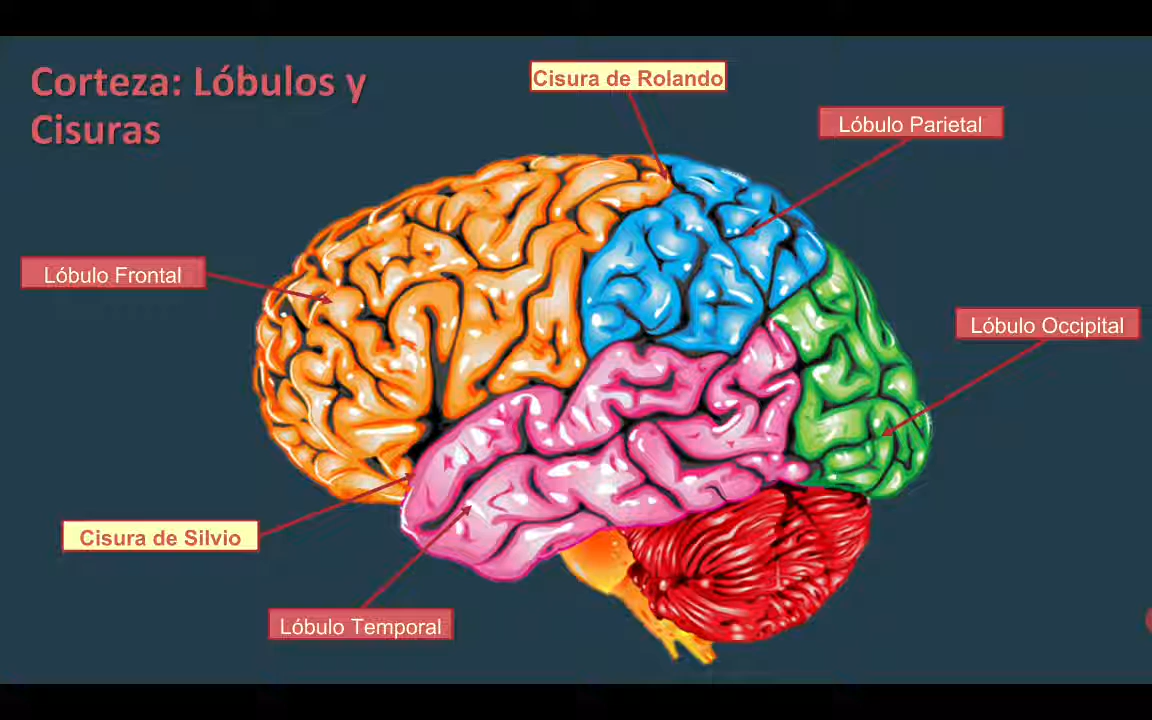 Corteza: Lóbulos y
Cisuras
Cisura de Rolando
Lóbulo Parietal
Lóbulo Frontal
Lóbulo Occipital
Cisura de Silvio
Lóbulo Temporal